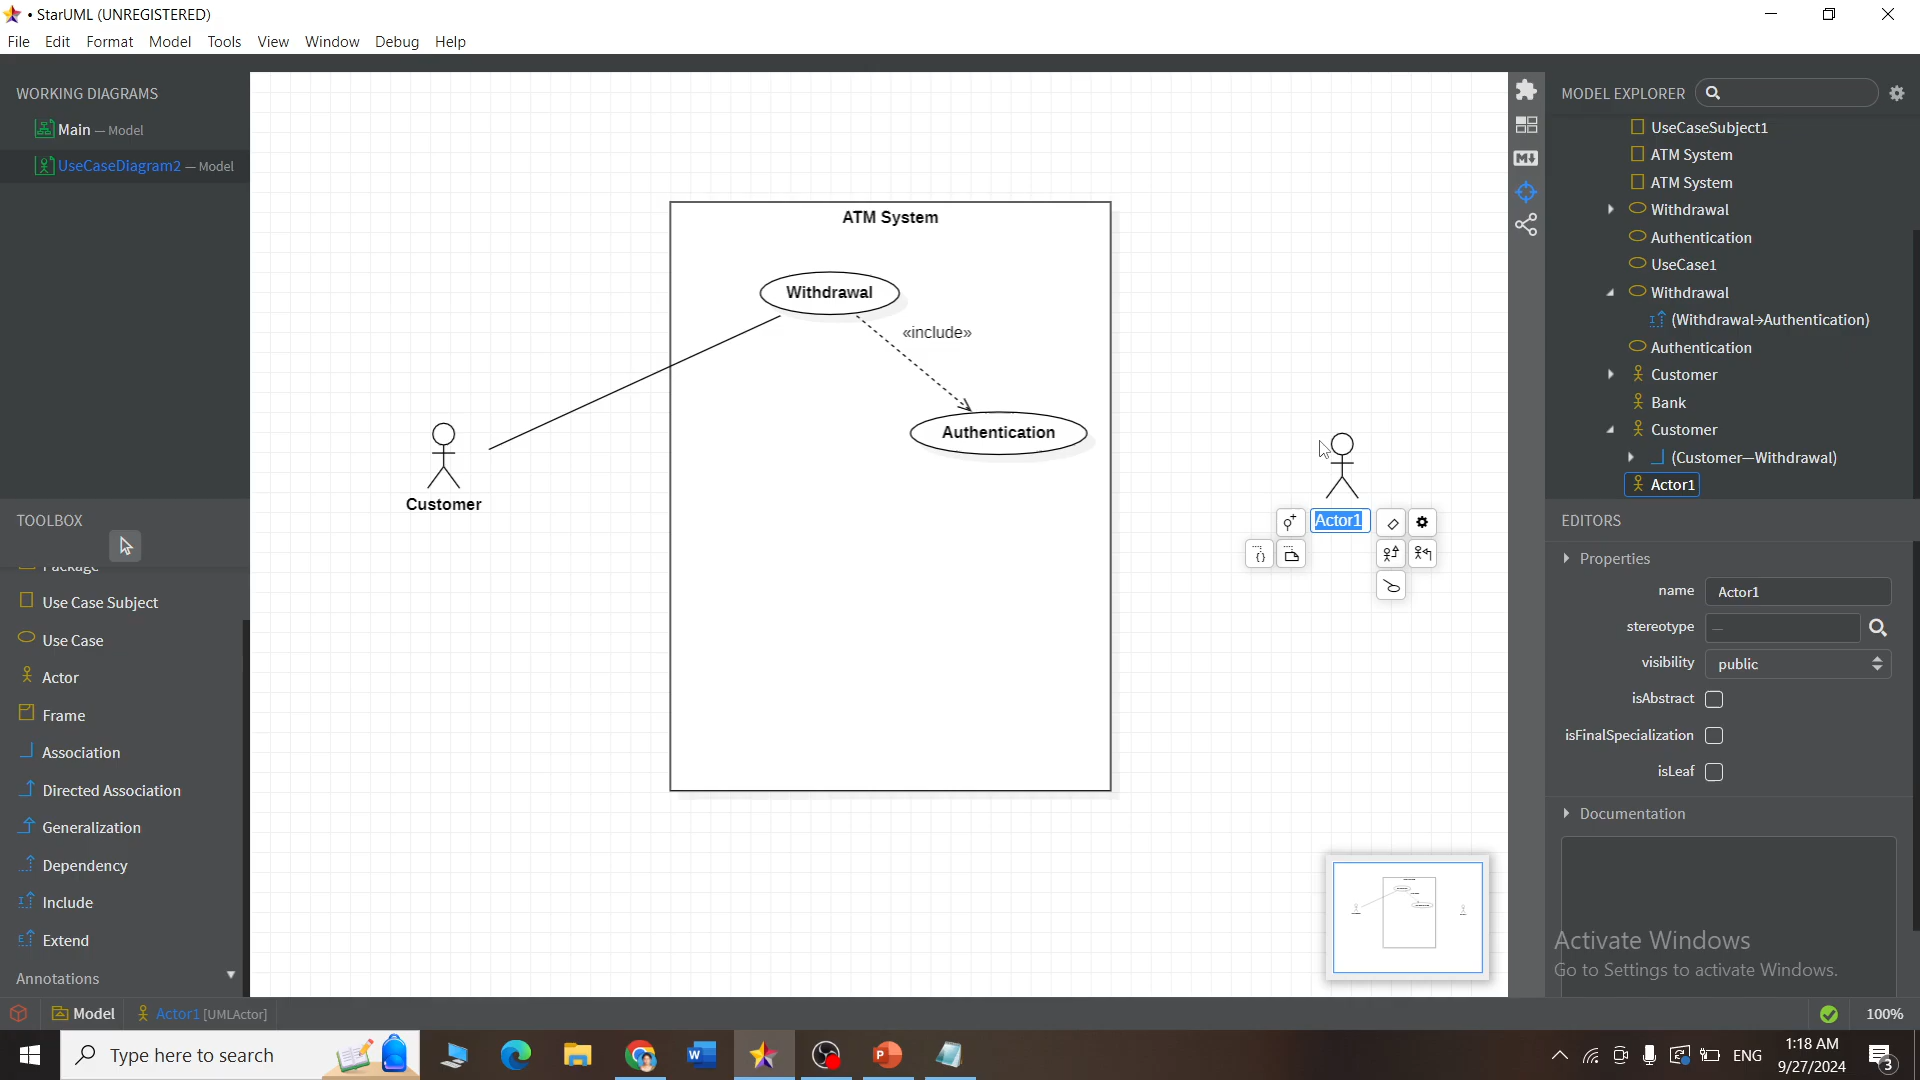 • StarUML (UNREGISTERED)
File Edit Format Model Tools View Window Debug Help
WORKING DIAGRAMS
Main — Model
UseCaseDiagram2 — Model
TOOLBOX
Package
Use Case Subject
Use Case
Actor
Frame
Association
Directed Association
Generalization
Dependency
Include
Extend
Annotations
ATM System
Withdrawal
«include»
Authentication
Customer
Actor1
MODEL EXPLORER
UseCaseSubject1
ATM System
ATM System
Withdrawal
Authentication
UseCase1
Withdrawal
(Withdrawal→Authentication)
Authentication
Customer
Bank
Customer
(Customer—Withdrawal)
Actor1
EDITORS
Properties
name Actor1
stereotype —
visibility public
isAbstract
isFinalSpecialization
isLeaf
Documentation
Activate Windows
Go to Settings to activate Windows.
Model Actor1 [UMLActor]
100%
Type here to search
ENG
1:18 AM
9/27/2024
3